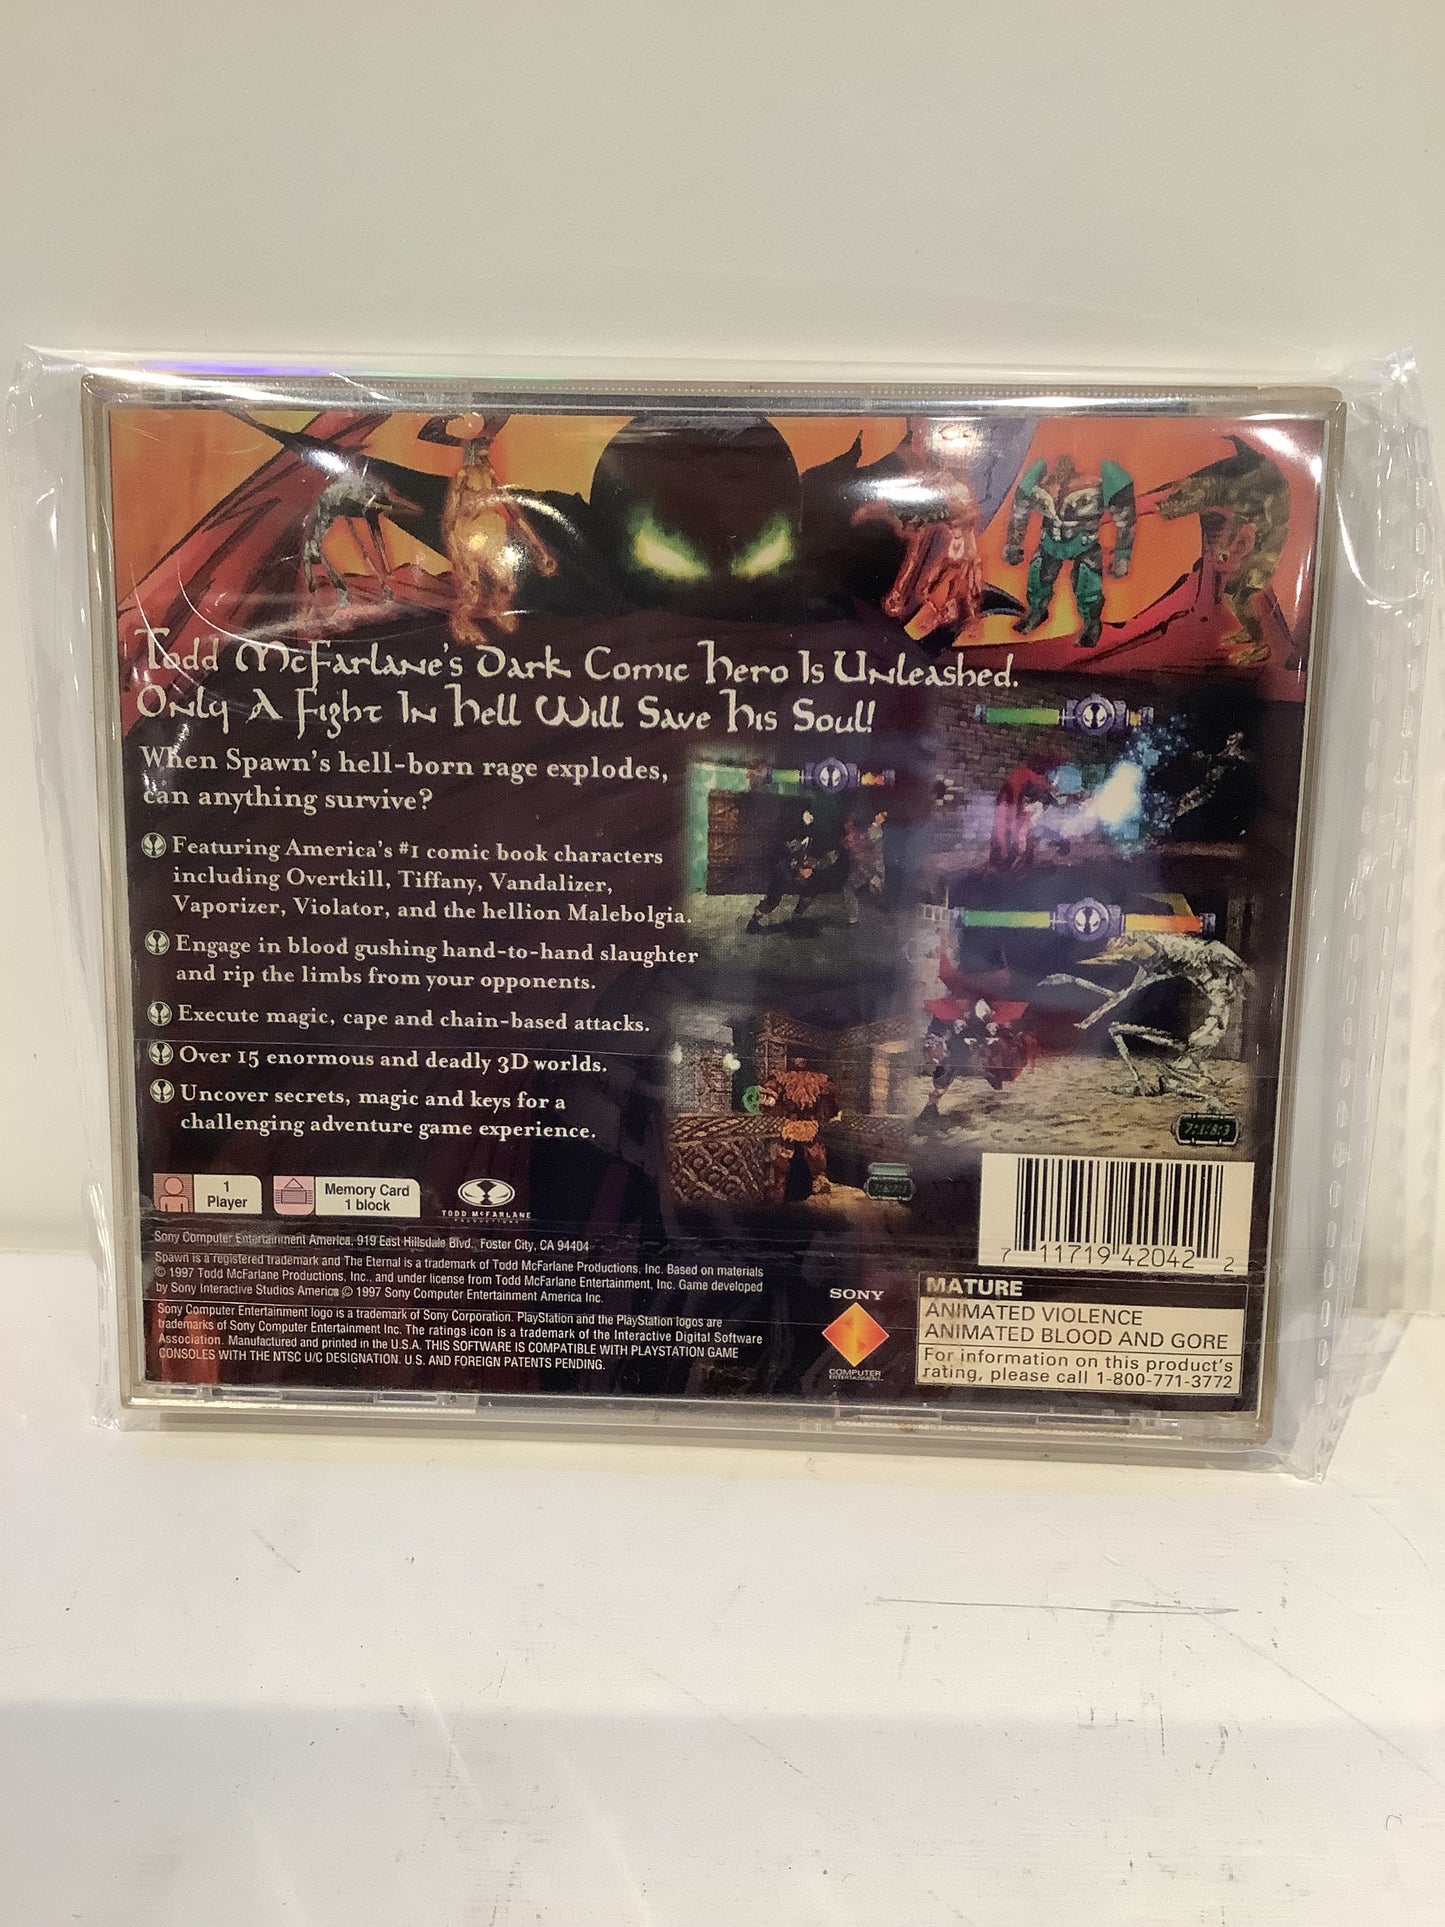 Todd McFarlane's Dark Comic Hero Is Unleashed.
Only A Fight In Hell Will Save His Soul!
When Spawn's hell-born rage explodes,
can anything survive?
Featuring America's #1 comic book characters
including Overtkill, Tiffany, Vandalizer,
Vaporizer, Violator, and the hellion Malebolgia.
Engage in blood gushing hand-to-hand slaughter
and rip the limbs from your opponents.
Execute magic, cape and chain-based attacks.
Over 15 enormous and deadly 3D worlds.
Uncover secrets, magic and keys for a
challenging adventure game experience.
1
Player
Memory Card
1 block
TODD McFARLANE
PRODUCTIONS
Sony Computer Entertainment America, 919 East Hillsdale Blvd., Foster City, CA 94404
Spawn is a registered trademark and The Eternal is a trademark of Todd McFarlane Productions, Inc. Based on materials
© 1997 Todd McFarlane Productions, Inc., and under license from Todd McFarlane Entertainment, Inc. Game developed
by Sony Interactive Studios America © 1997 Sony Computer Entertainment America Inc.
Sony Computer Entertainment logo is a trademark of Sony Corporation. PlayStation and the PlayStation logos are
trademarks of Sony Computer Entertainment Inc. The ratings icon is a trademark of the Interactive Digital Software
Association. Manufactured and printed in the U.S.A. THIS SOFTWARE IS COMPATIBLE WITH PLAYSTATION GAME
CONSOLES WITH THE NTSC U/C DESIGNATION. U.S. AND FOREIGN PATENTS PENDING.
SONY
COMPUTER
ENTERTAINMENT
7 11719 42042 2
MATURE
ANIMATED VIOLENCE
ANIMATED BLOOD AND GORE
For information on this product's
rating, please call 1-800-771-3772